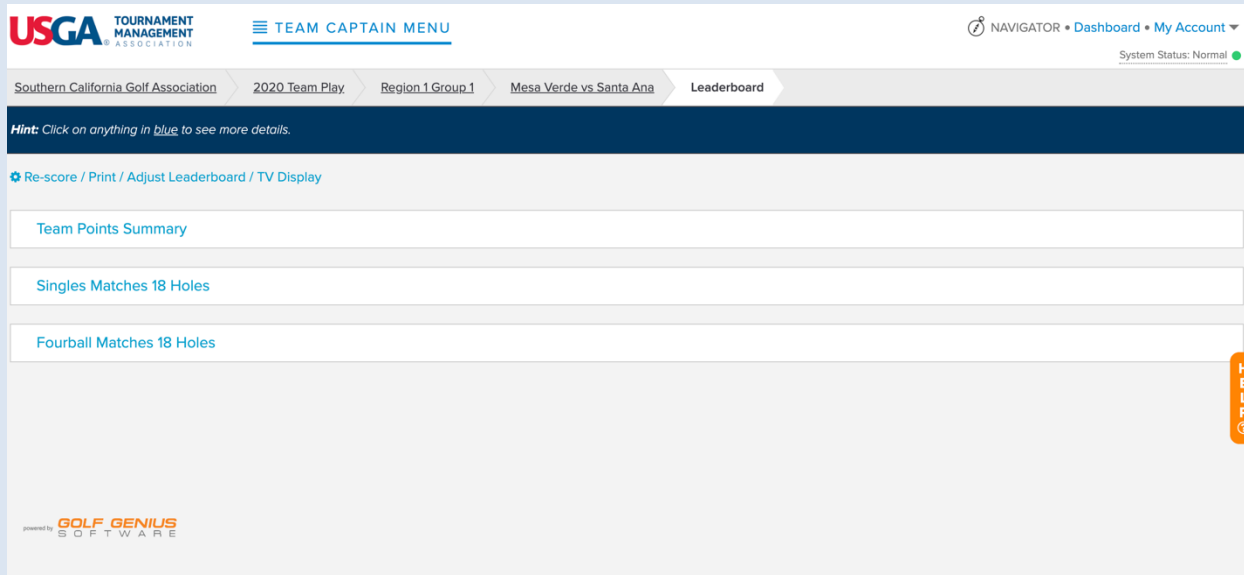 USGA® TOURNAMENT MANAGEMENT ASSOCIATION
TEAM CAPTAIN MENU
NAVIGATOR • Dashboard • My Account
System Status: Normal
Southern California Golf Association 2020 Team Play Region 1 Group 1 Mesa Verde vs Santa Ana Leaderboard
Hint: Click on anything in blue to see more details.
Re-score / Print / Adjust Leaderboard / TV Display
Team Points Summary
Singles Matches 18 Holes
Fourball Matches 18 Holes
HELP
powered by GOLF GENIUS
SOFTWARE